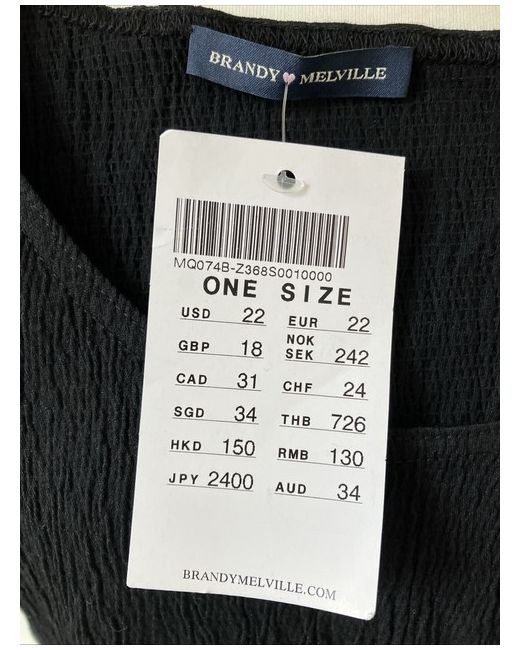 BRANDY MELVILLE
MQ074B-Z368S0010000
ONE SIZE
USD 22 EUR 22
GBP 18 NOK SEK 242
CAD 31 CHF 24
SGD 34 THB 726
HKD 150 RMB 130
JPY 2400 AUD 34
BRANDYMELVILLE.COM